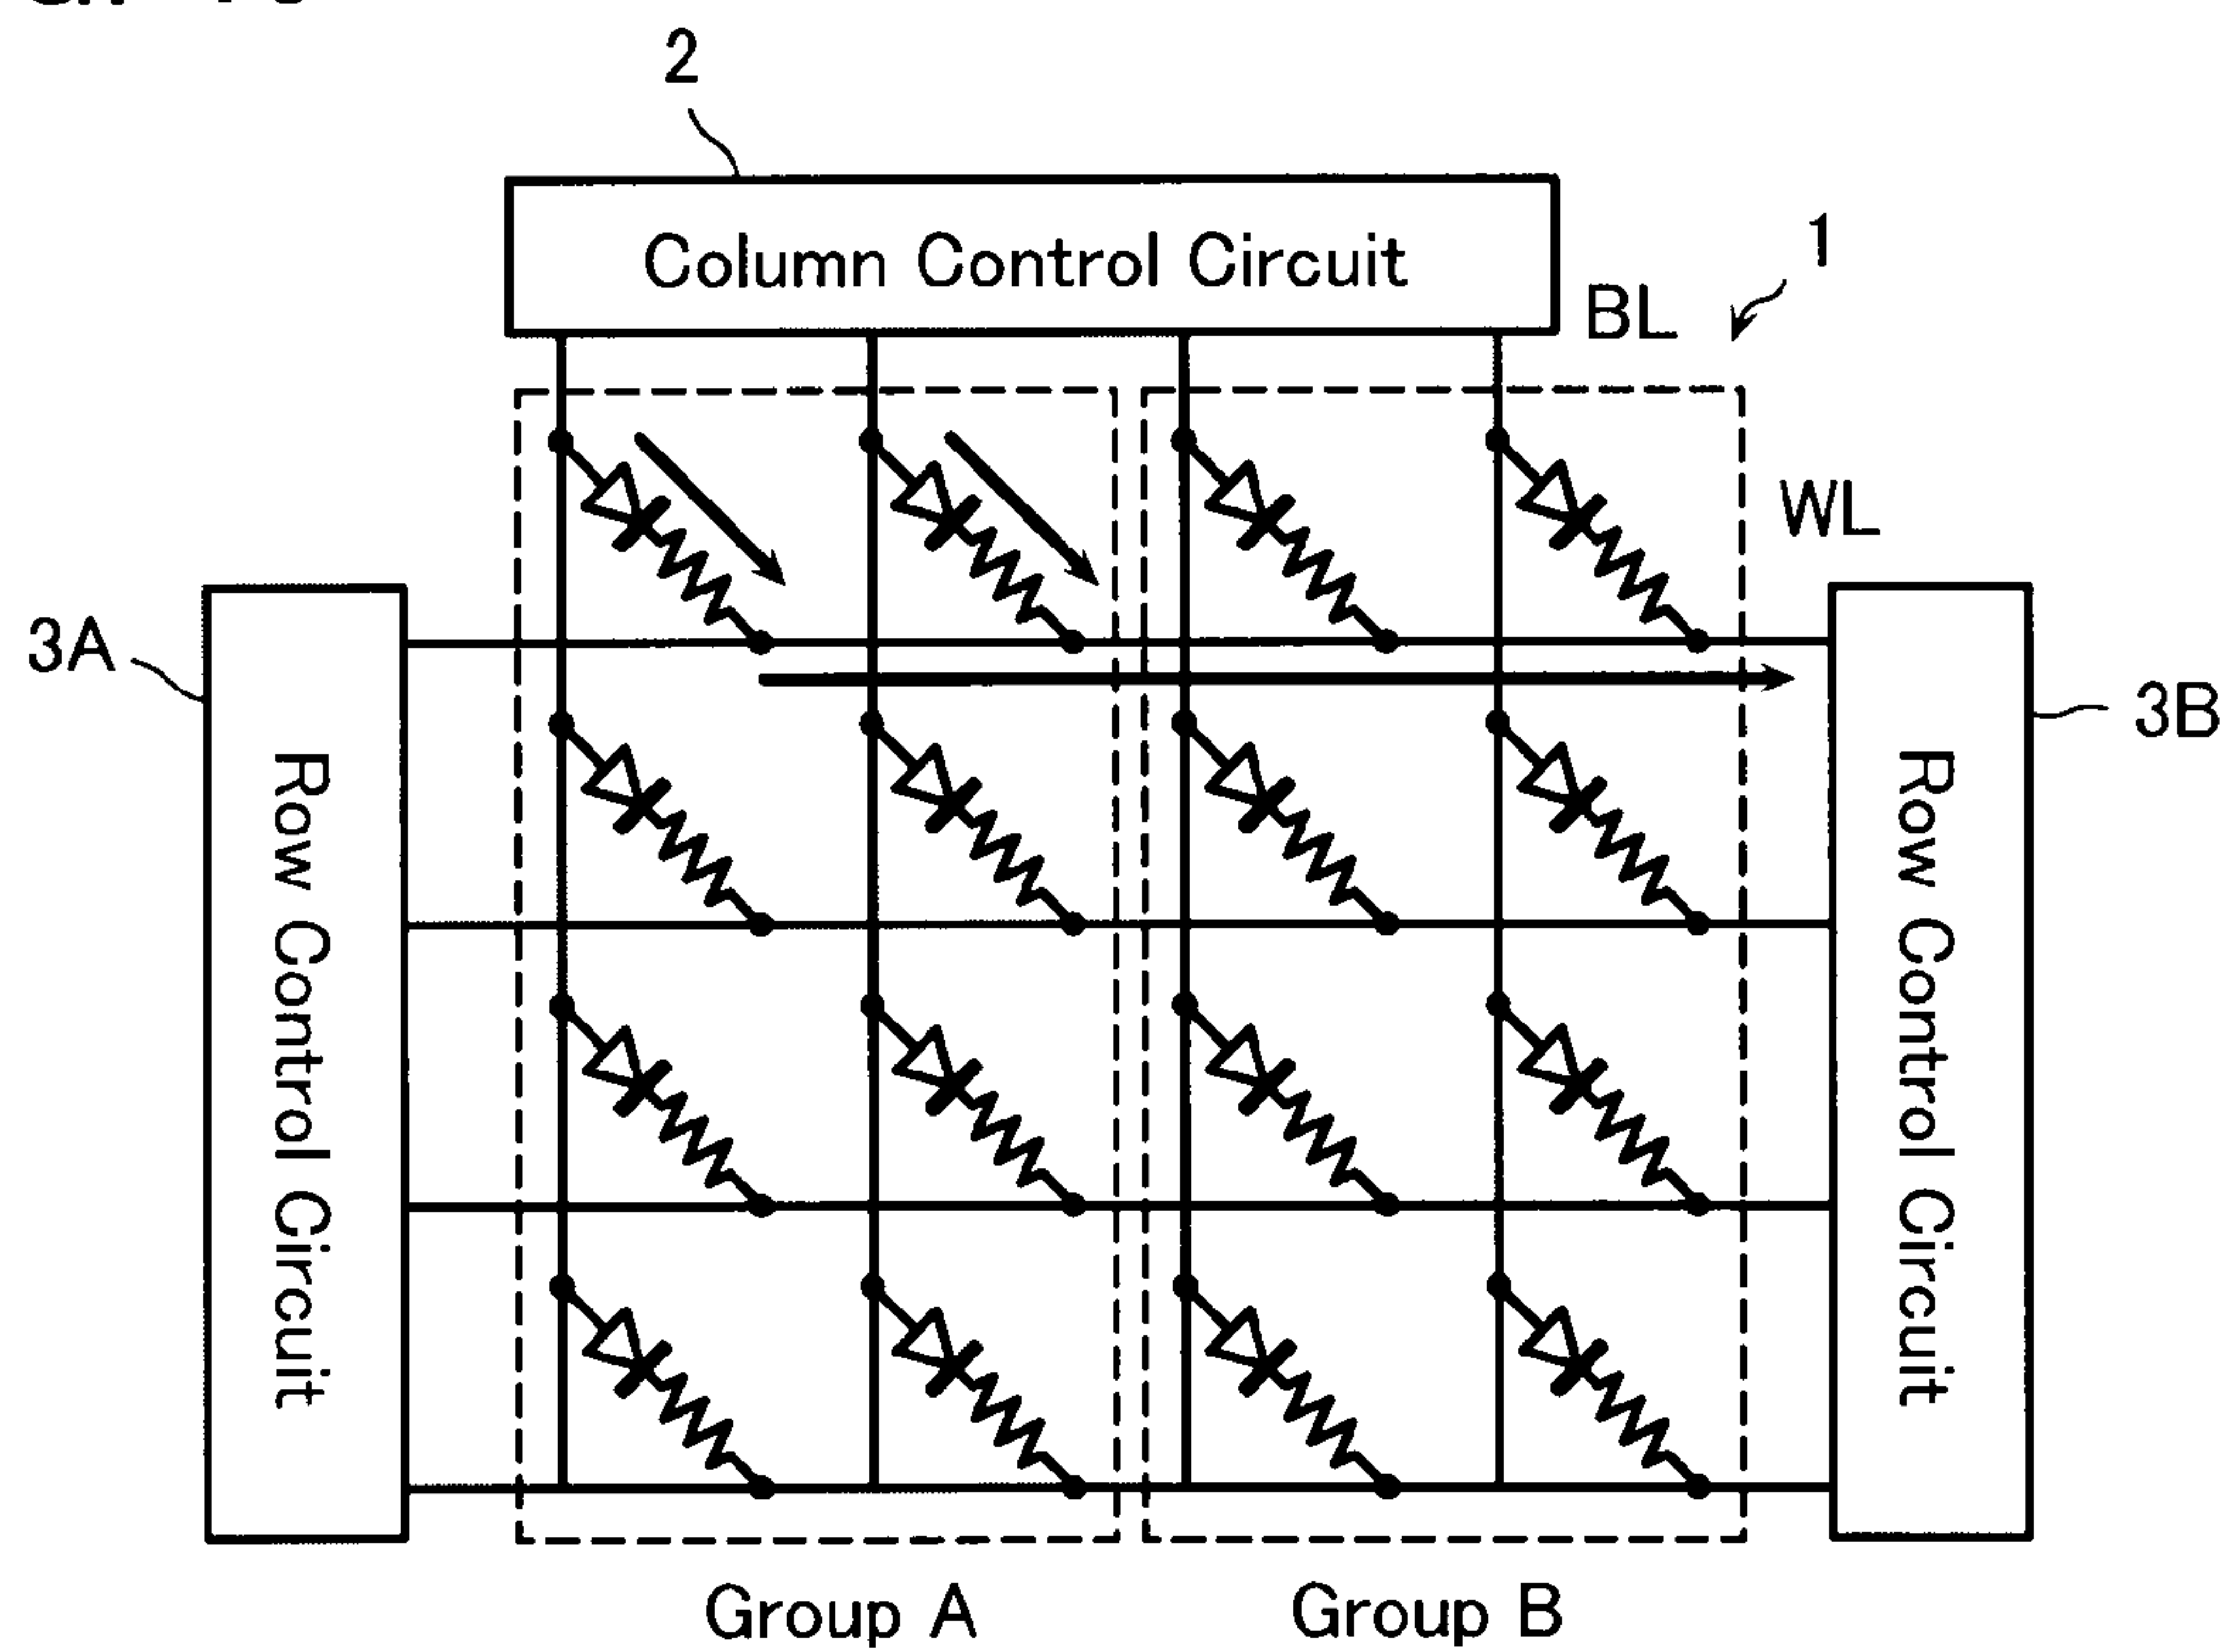 2
Column Control Circuit
BL
1
WL
3A
3B
Row Control Circuit
Row Control Circuit
Group A
Group B